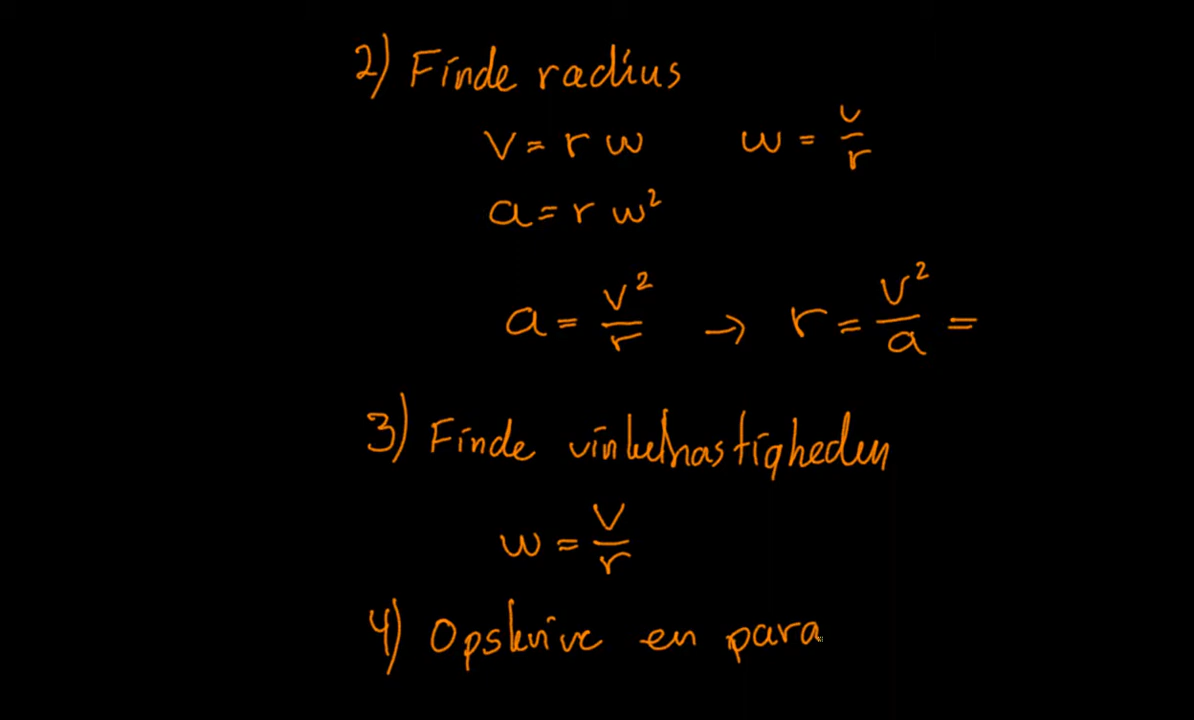 2) Finde radius
v = r w   w = v/r
a = r w²
a = v²/r → r = v²/a =
3) Finde vinkelhastigheden
w = v/r
4) Opskrive en para